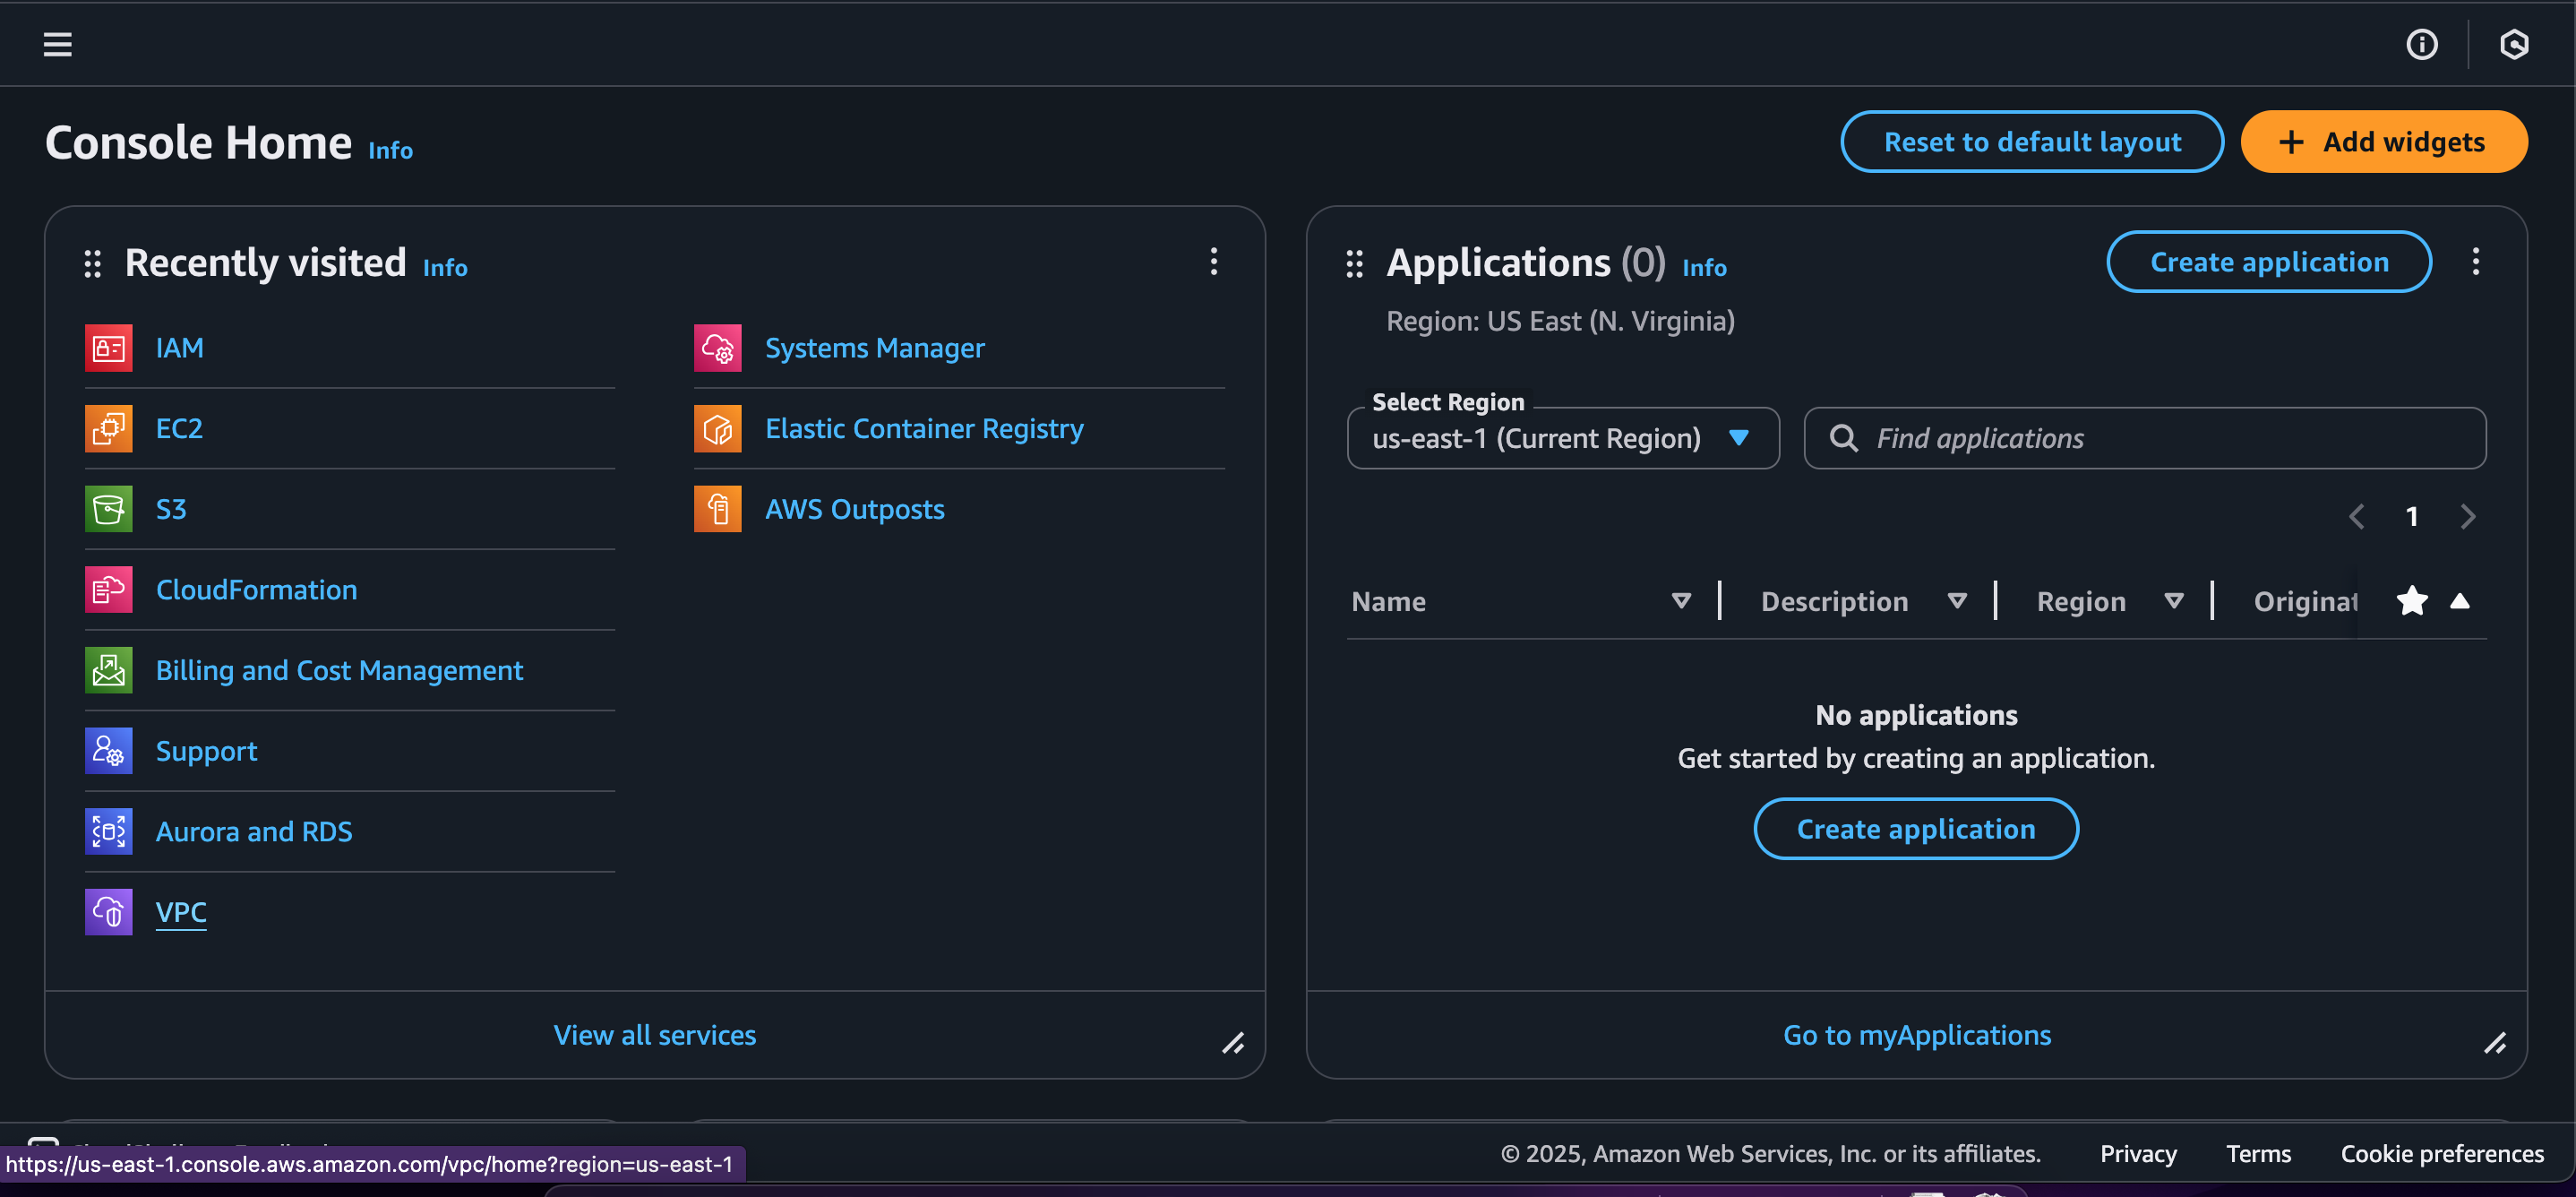 Console Home Info
Reset to default layout
+ Add widgets
Recently visited Info
IAM
EC2
S3
CloudFormation
Billing and Cost Management
Support
Aurora and RDS
VPC
Systems Manager
Elastic Container Registry
AWS Outposts
View all services
Applications (0) Info
Create application
Region: US East (N. Virginia)
Select Region
us-east-1 (Current Region)
Find applications
1
Name Description Region Originat
No applications
Get started by creating an application.
Create application
Go to myApplications
© 2025, Amazon Web Services, Inc. or its affiliates. Privacy Terms Cookie preferences
https://us-east-1.console.aws.amazon.com/vpc/home?region=us-east-1